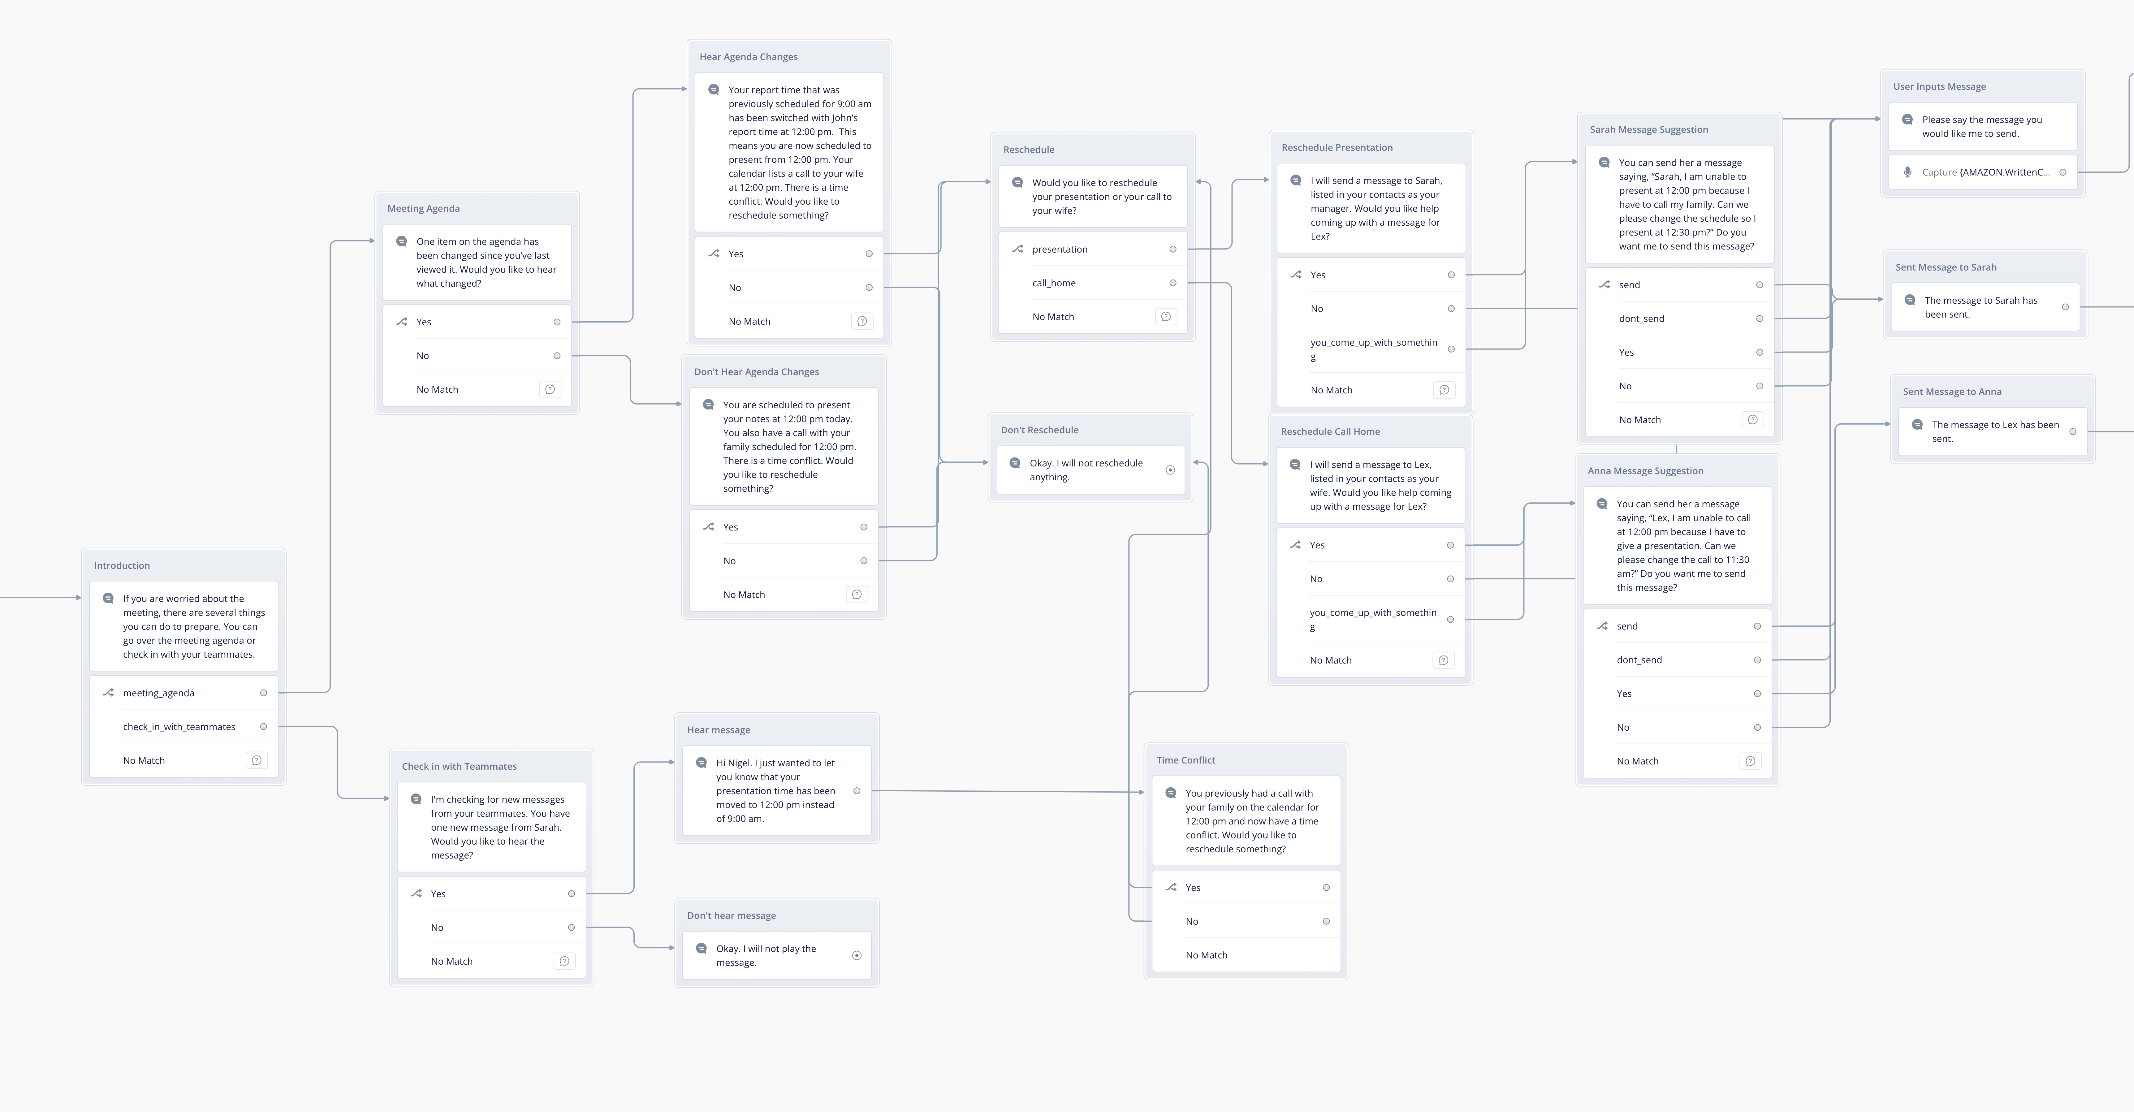 Introduction
If you are worried about the
meeting, there are several things
you can do to prepare. You can
go over the meeting agenda or
check in with your teammates.
meeting_agenda
check_in_with_teammates
No Match
Meeting Agenda
One item on the agenda has
been changed since you've last
viewed it. Would you like to hear
what changed?
Yes
No
No Match
Check in with Teammates
I'm checking for new messages
from your teammates. You have
one new message from Sarah.
Would you like to hear the
message?
Yes
No
No Match
Hear Agenda Changes
Your report time that was
previously scheduled for 9:00 am
has been switched with John's
report time at 12:00 pm. This
means you are now scheduled to
present from 12:00 pm. Your
calendar lists a call to your wife
at 12:00 pm. There is a time
conflict. Would you like to
reschedule something?
Yes
No
No Match
Don't Hear Agenda Changes
You are scheduled to present
your notes at 12:00 pm today.
You also have a call with your
family scheduled for 12:00 pm.
There is a time conflict. Would
you like to reschedule
something?
Yes
No
No Match
Hear message
Hi Nigel. I just wanted to let
you know that your
presentation time has been
moved to 12:00 pm instead
of 9:00 am.
Don't hear message
Okay. I will not play the
message.
Reschedule
Would you like to reschedule
your presentation or your call to
your wife?
presentation
call_home
No Match
Don't Reschedule
Okay. I will not reschedule
anything.
Time Conflict
You previously had a call with
your family on the calendar for
12:00 pm and now have a time
conflict. Would you like to
reschedule something?
Yes
No
No Match
Reschedule Presentation
I will send a message to Sarah,
listed in your contacts as your
manager. Would you like help
coming up with a message for
Lex?
Yes
No
you_come_up_with_somethin
g
No Match
Reschedule Call Home
I will send a message to Lex,
listed in your contacts as your
wife. Would you like help coming
up with a message for Lex?
Yes
No
you_come_up_with_somethin
g
No Match
Sarah Message Suggestion
You can send her a message
saying, "Sarah, I am unable to
present at 12:00 pm because I
have to call my family. Can we
please change the schedule so I
present at 12:30 pm?" Do you
want me to send this message?
send
dont_send
Yes
No
No Match
Anna Message Suggestion
You can send her a message
saying, "Lex, I am unable to call
at 12:00 pm because I have to
give a presentation. Can we
please change the call to 11:30
am?" Do you want me to send
this message?
send
dont_send
Yes
No
No Match
User Inputs Message
Please say the message you
would like me to send.
Capture {AMAZON.WrittenC...
Sent Message to Sarah
The message to Sarah has
been sent.
Sent Message to Anna
The message to Lex has been
sent.